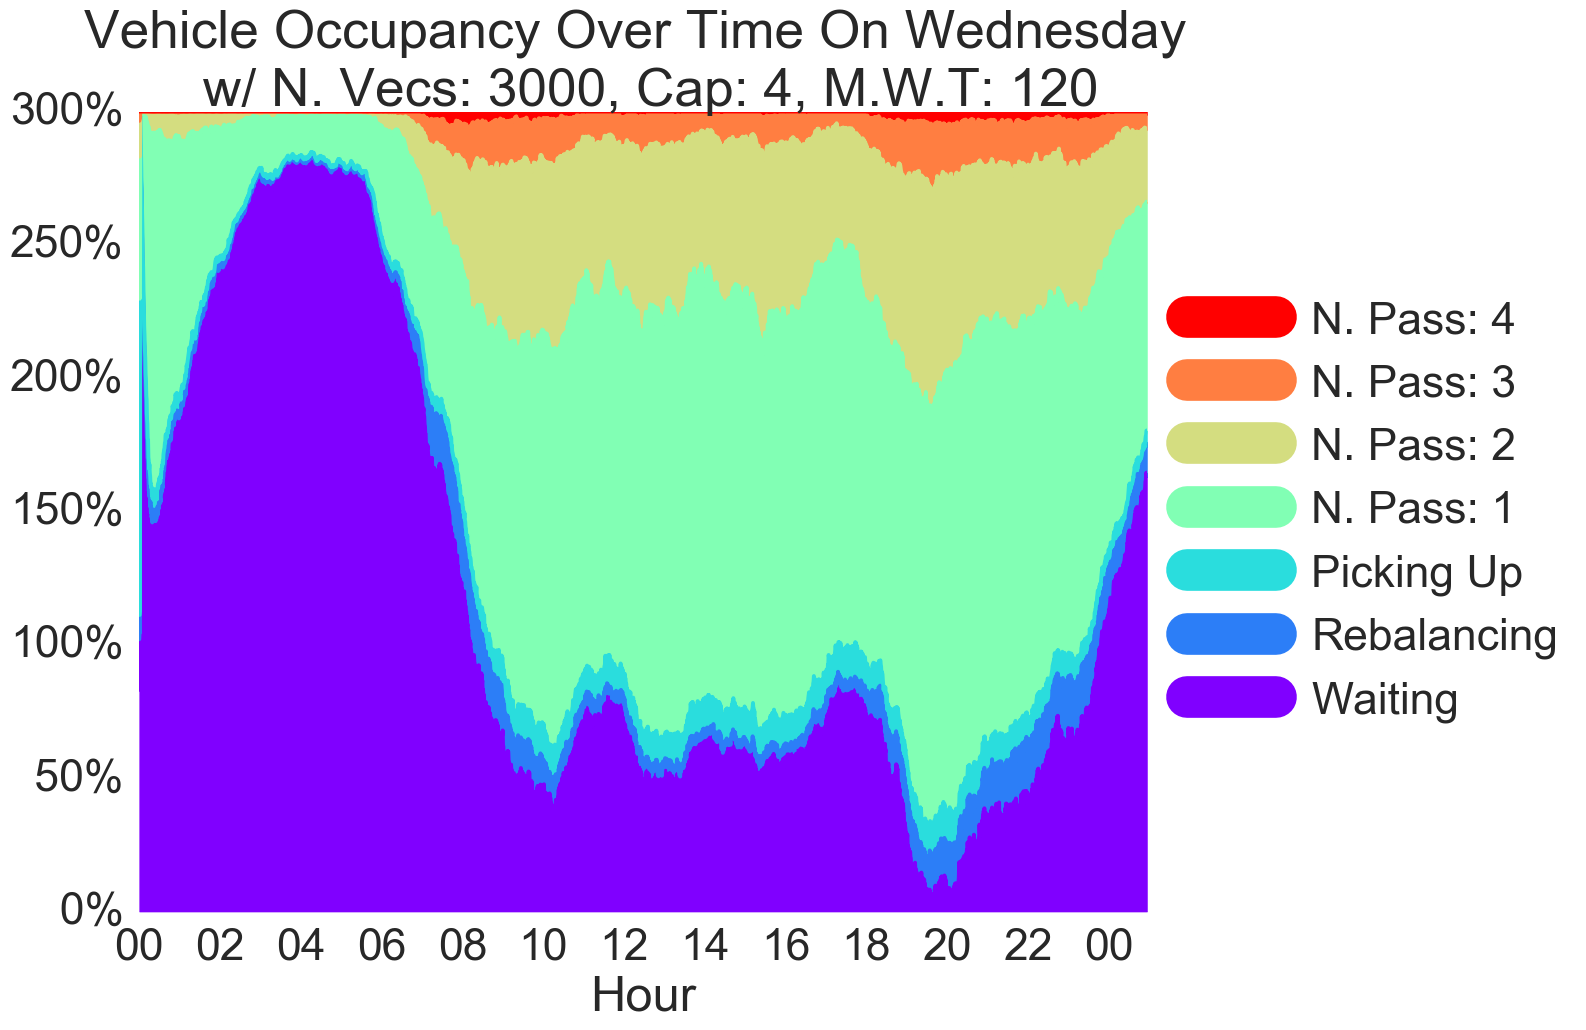 Vehicle Occupancy Over Time On Wednesday
w/ N. Vecs: 3000, Cap: 4, M.W.T: 120
300%
250%
200%
150%
100%
50%
0%
00 02 04 06 08 10 12 14 16 18 20 22 00
Hour
N. Pass: 4
N. Pass: 3
N. Pass: 2
N. Pass: 1
Picking Up
Rebalancing
Waiting